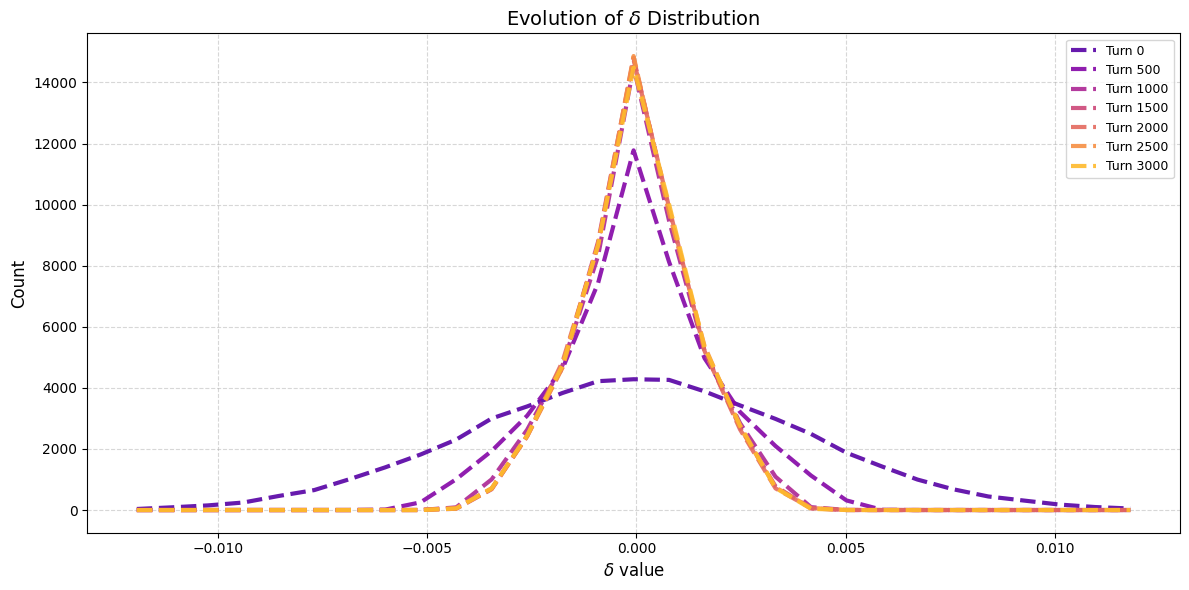 Evolution of δ Distribution
Count
14000
12000
10000
8000
6000
4000
2000
0
Turn 0
Turn 500
Turn 1000
Turn 1500
Turn 2000
Turn 2500
Turn 3000
−0.010
−0.005
0.000
0.005
0.010
δ value